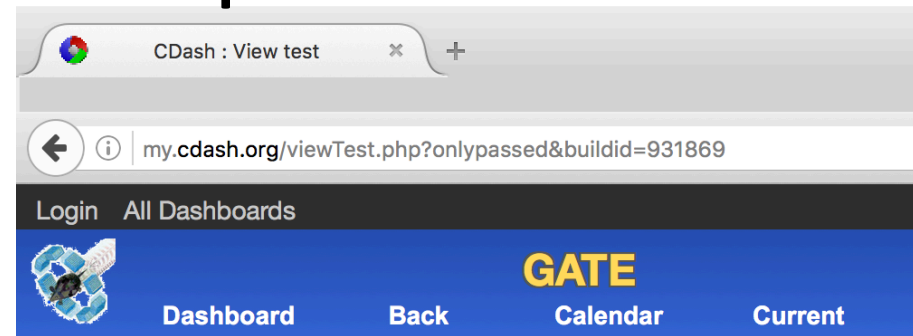 CDash : View test
my.cdash.org/viewTest.php?onlypassed&buildid=931869
Login All Dashboards
GATE
Dashboard Back Calendar Current